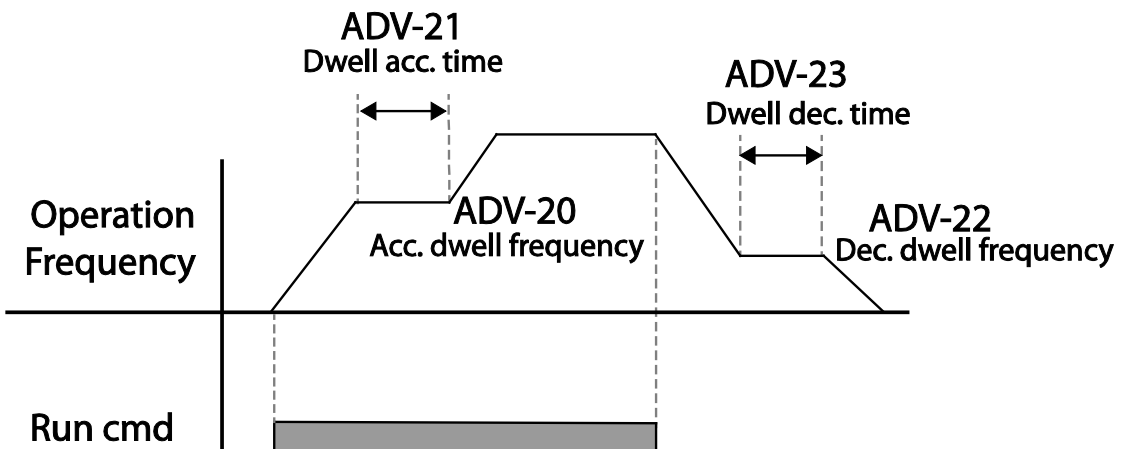 ADV-21
Dwell acc. time
ADV-23
Dwell dec. time
Operation
Frequency
ADV-20
Acc. dwell frequency
ADV-22
Dec. dwell frequency
Run cmd